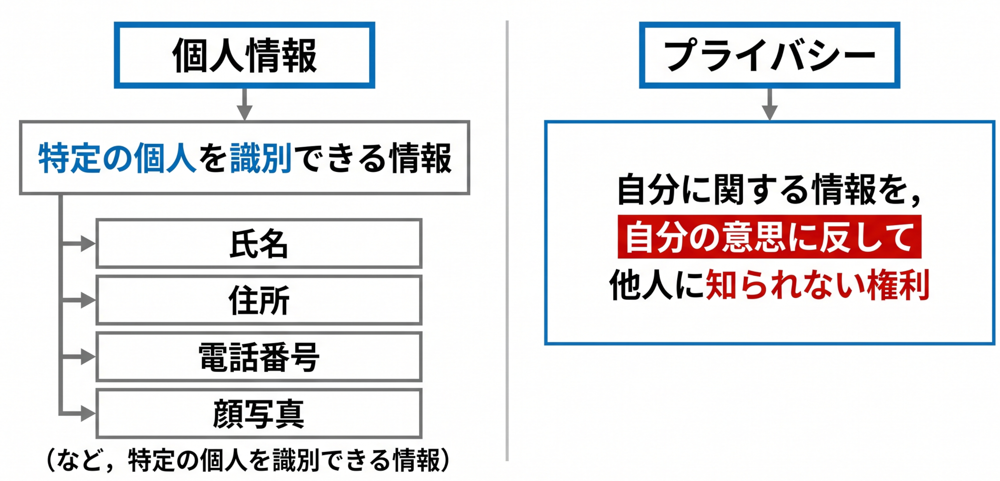 個人情報
特定の個人を識別できる情報
氏名
住所
電話番号
顔写真
（など，特定の個人を識別できる情報）
プライバシー
自分に関する情報を，
自分の意思に反して
他人に知られない権利